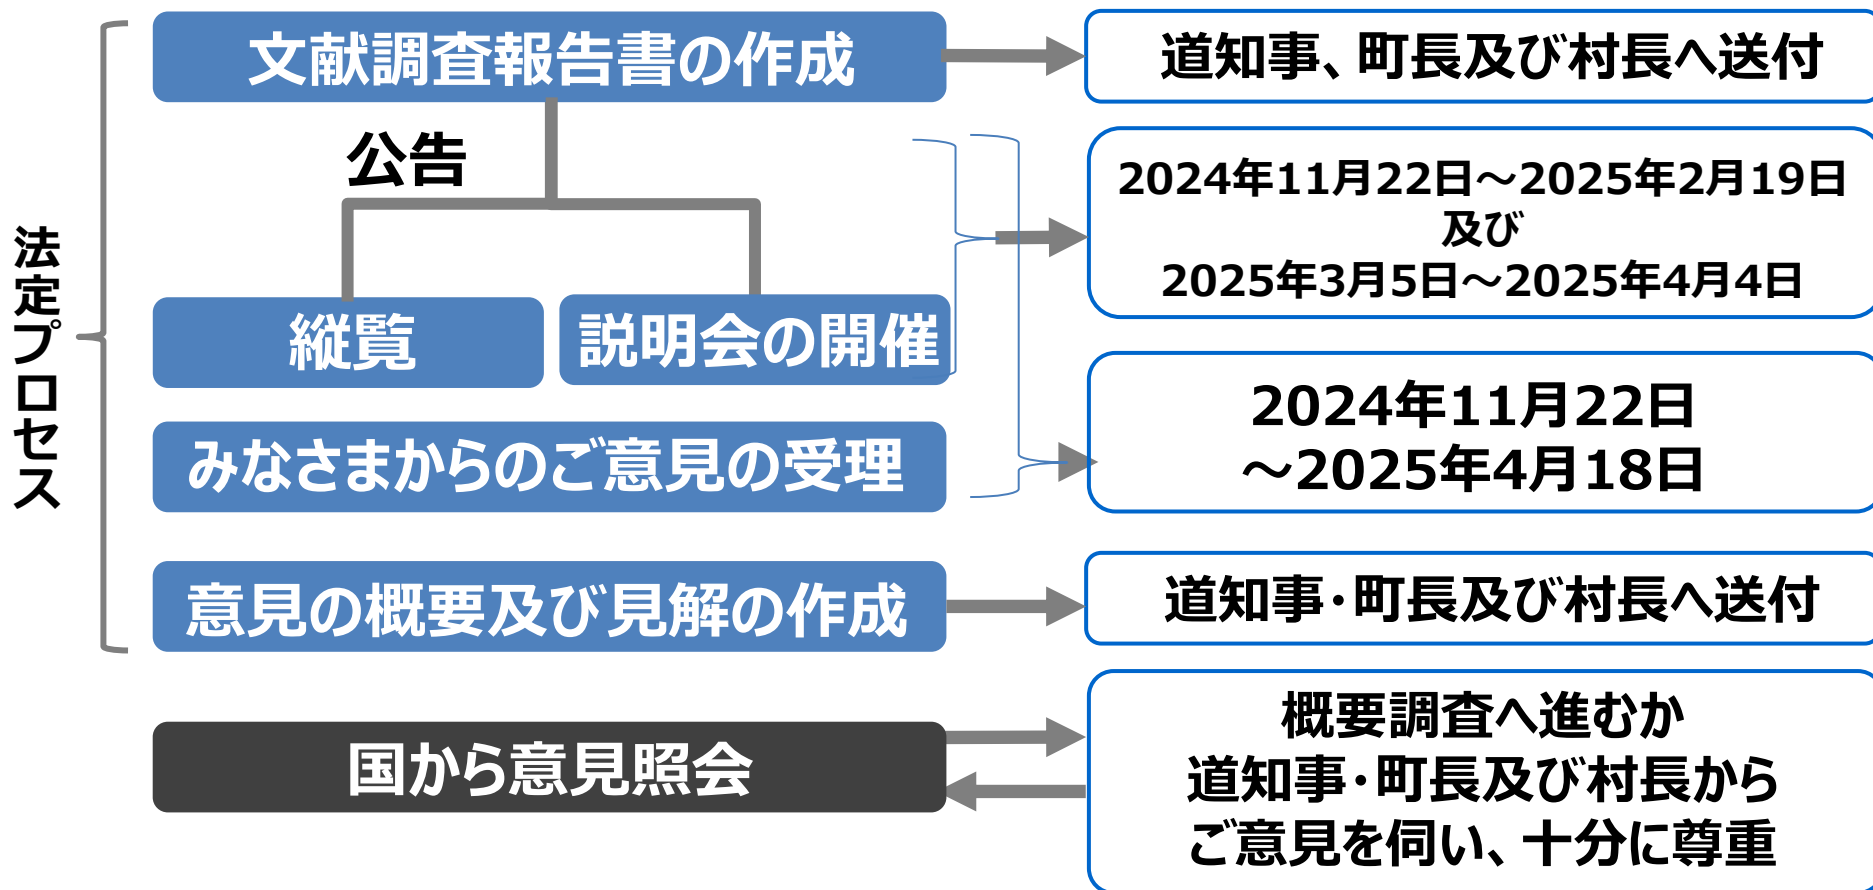 法定プロセス
文献調査報告書の作成
道知事、町長及び村長へ送付
公告
2024年11月22日～2025年2月19日
及び
2025年3月5日～2025年4月4日
縦覧
説明会の開催
みなさまからのご意見の受理
2024年11月22日
～2025年4月18日
意見の概要及び見解の作成
道知事・町長及び村長へ送付
国から意見照会
概要調査へ進むか
道知事・町長及び村長から
ご意見を伺い、十分に尊重